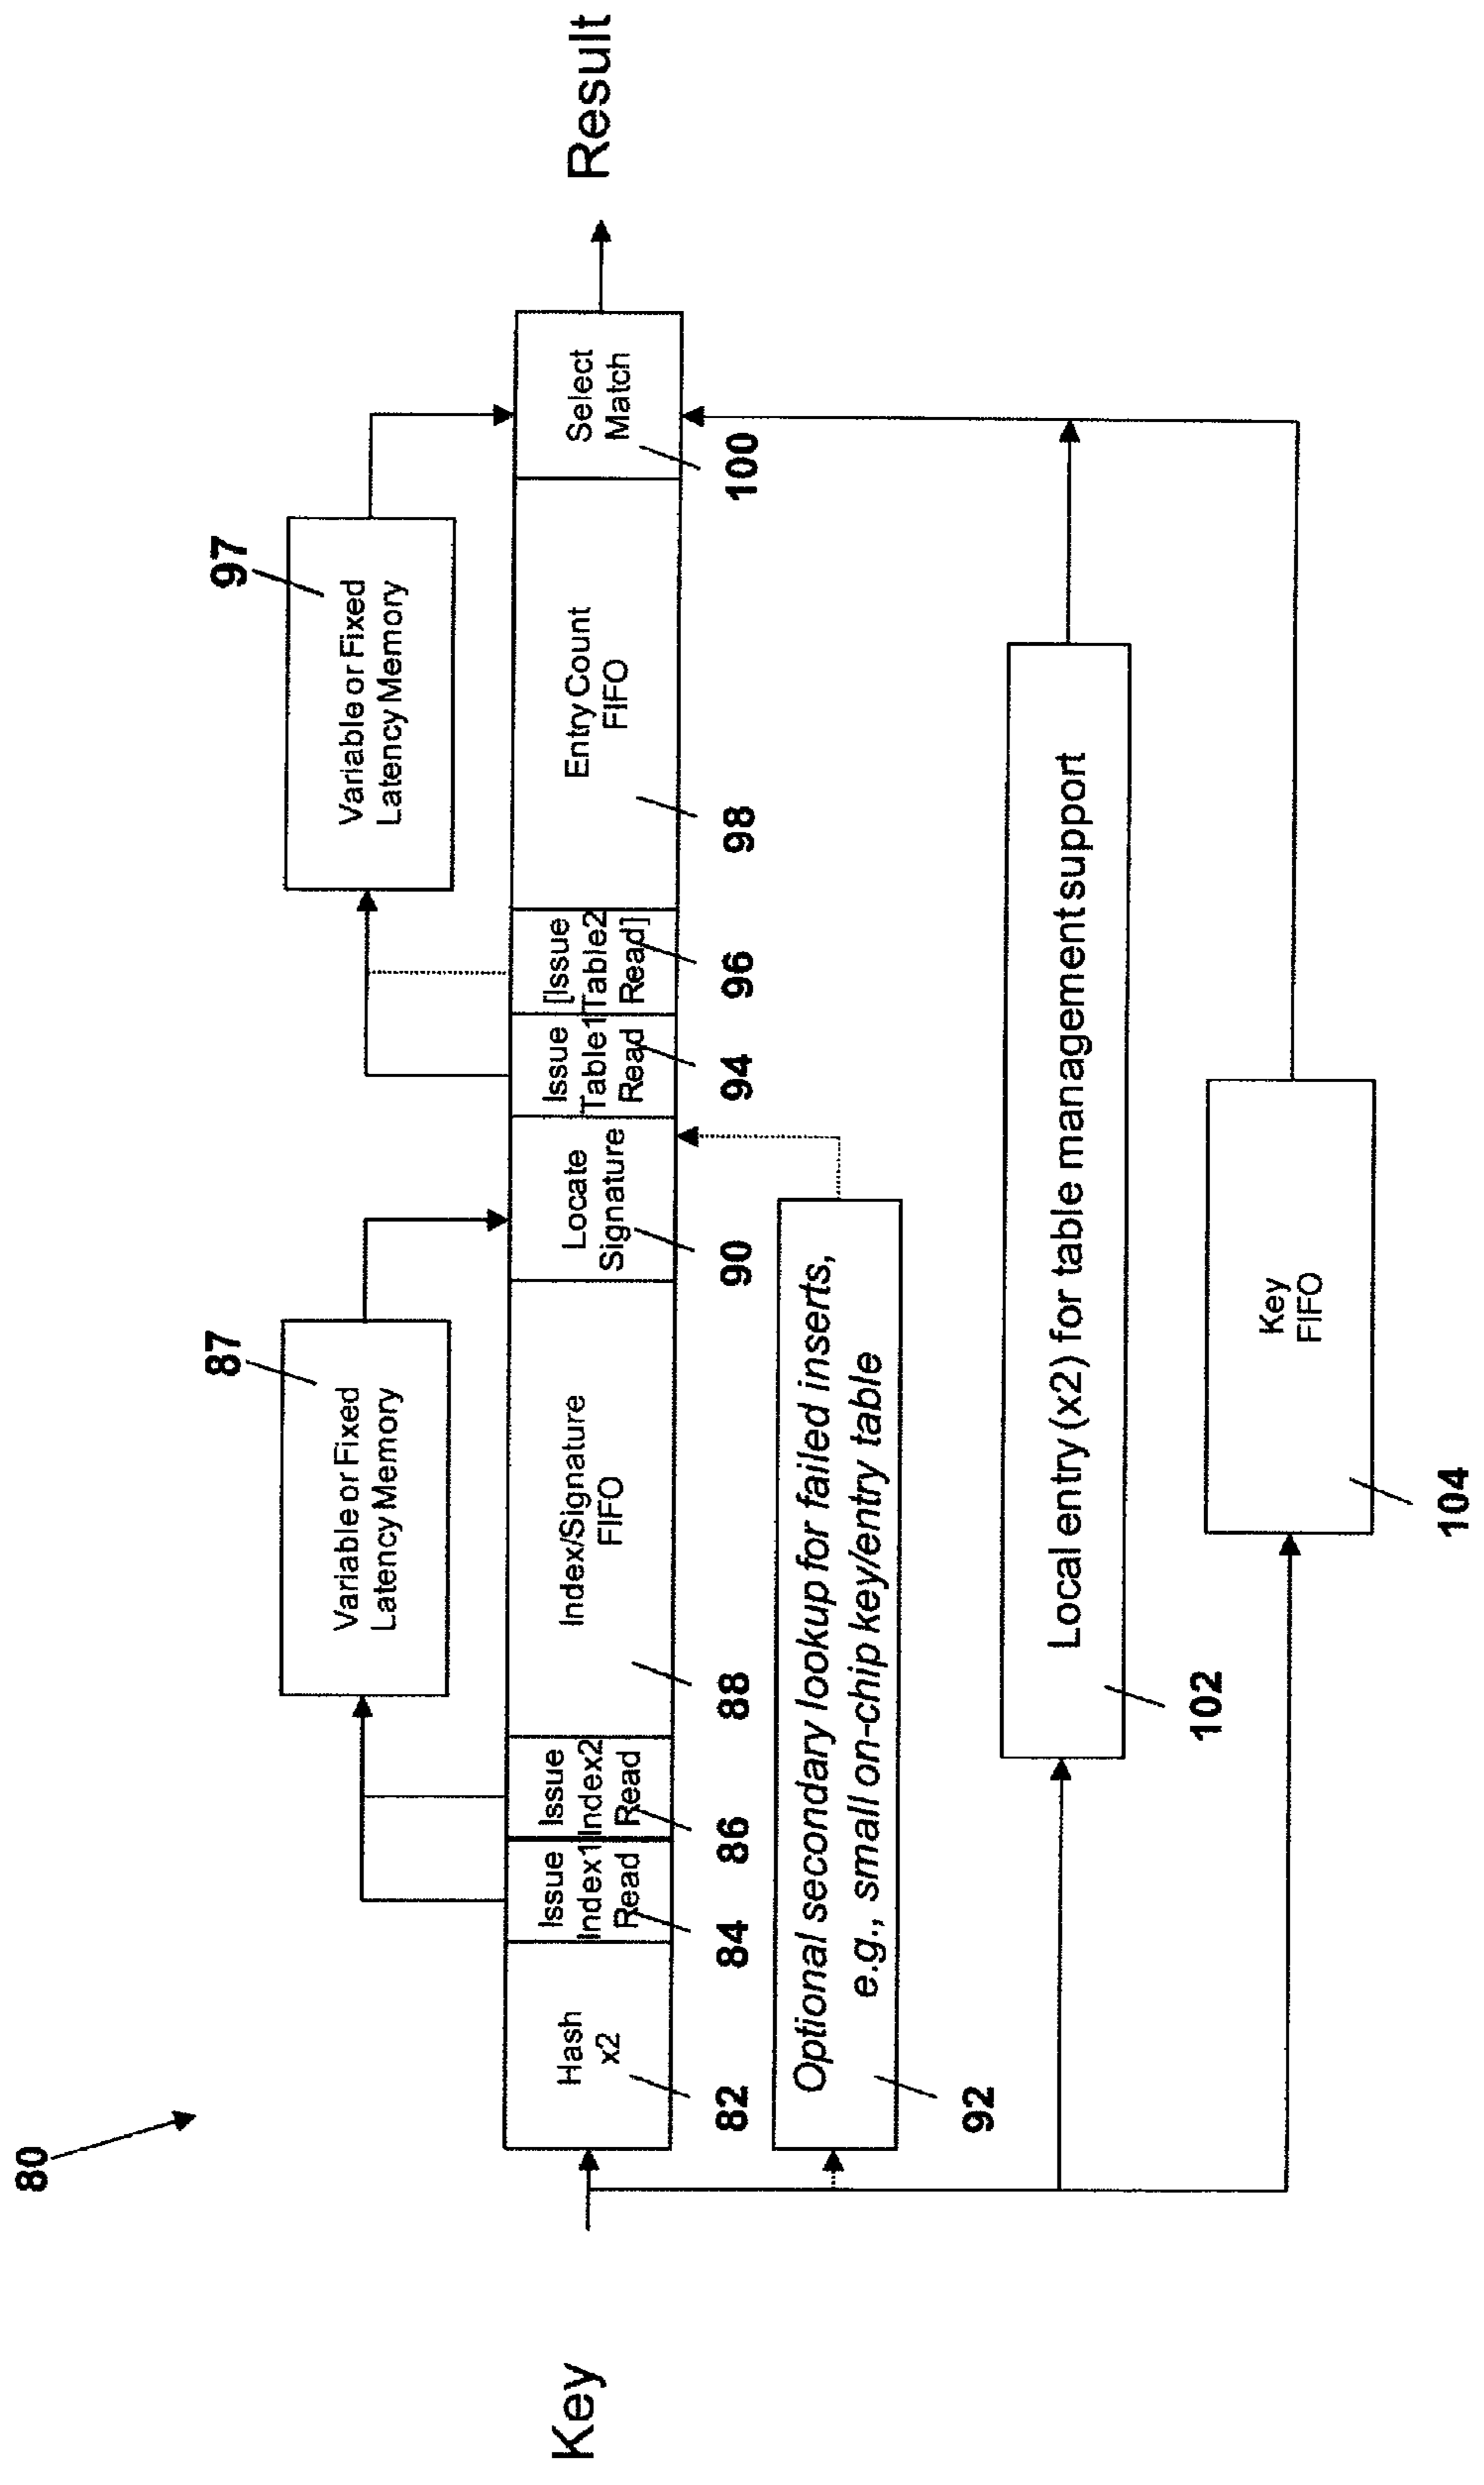 80
Key
Result
87
Variable or Fixed
Latency Memory
97
Variable or Fixed
Latency Memory
Hash
x2
82
Issue
Index1
Read
84
Issue
Index2
Read
86
Index/Signature
FIFO
88
Locate
Signature
90
Issue
Table1
Read
94
[Issue
Table2
Read]
96
Entry Count
FIFO
98
Select
Match
100
Optional secondary lookup for failed inserts,
e.g., small on-chip key/entry table
92
Local entry (x2) for table management support
102
Key
FIFO
104